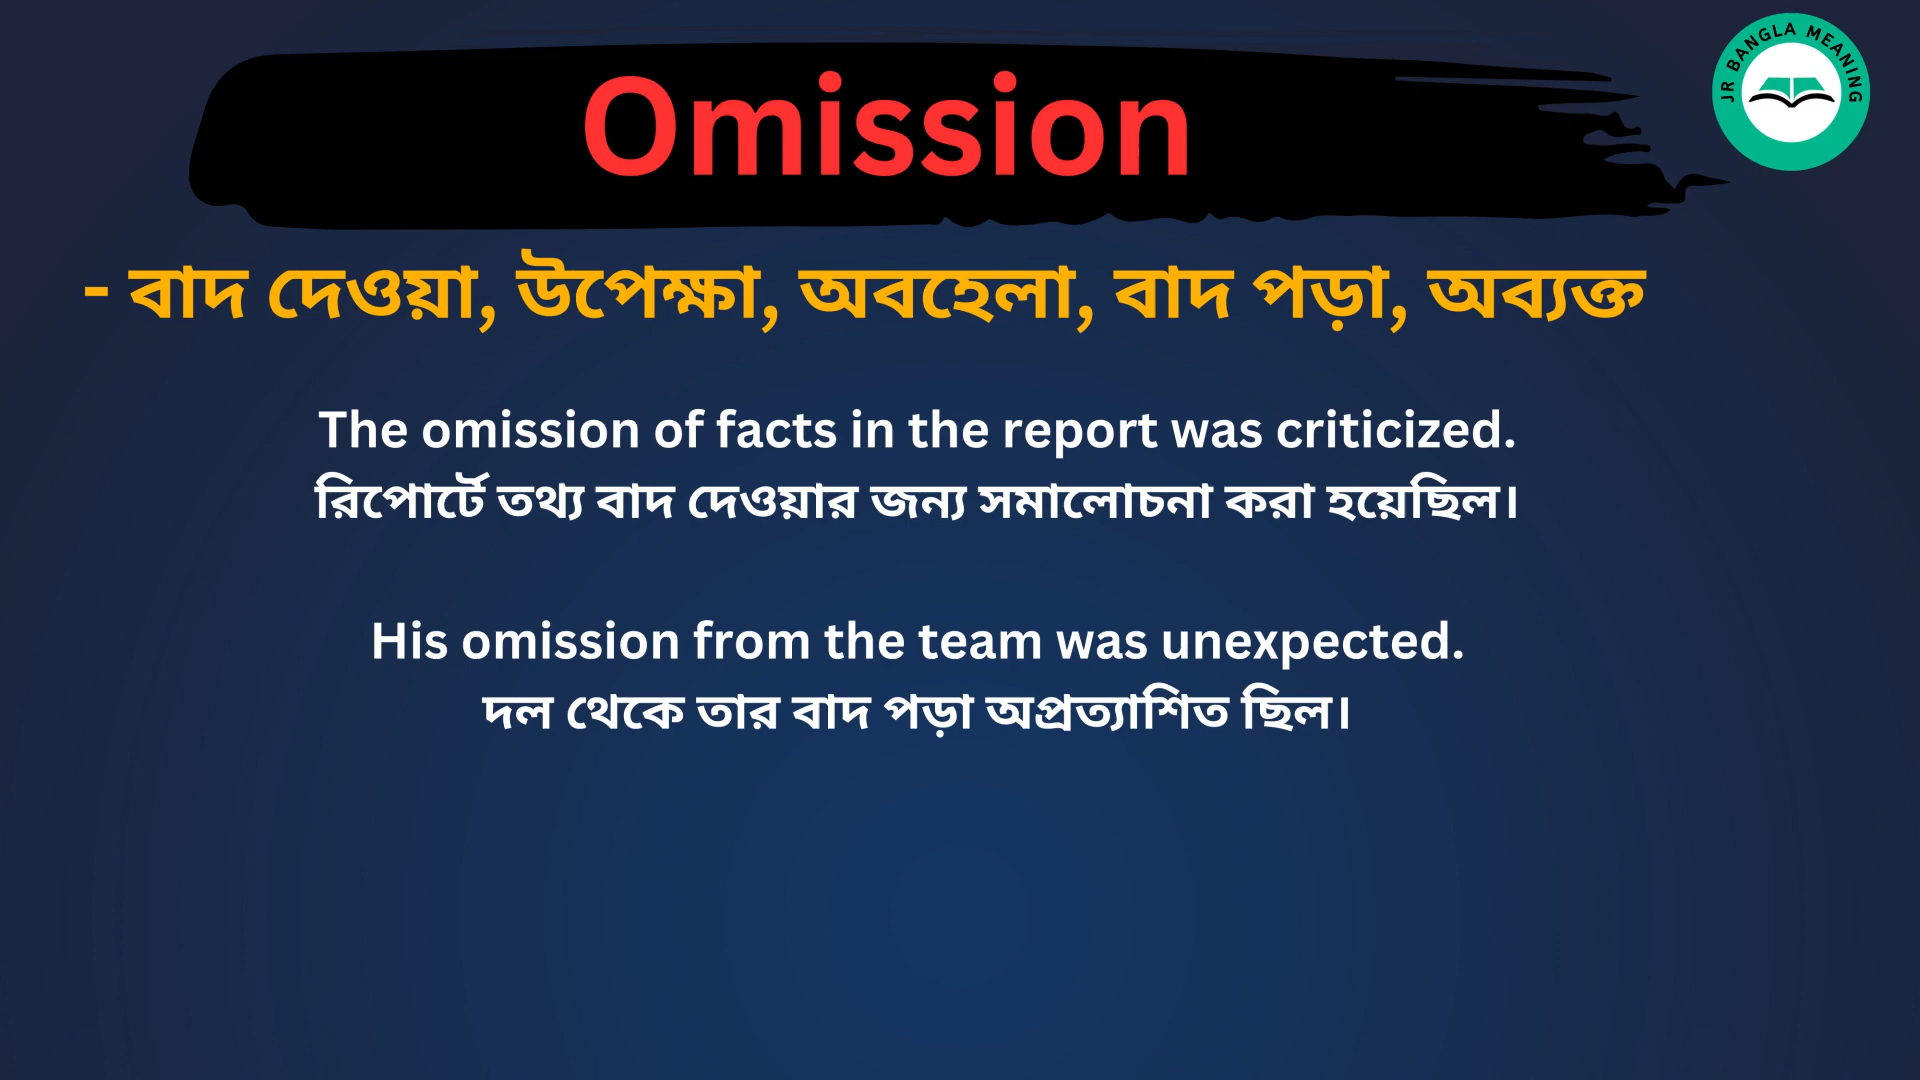 JR BANGLA MEANING
Omission
- বাদ দেওয়া, উপেক্ষা, অবহেলা, বাদ পড়া, অব্যক্ত
The omission of facts in the report was criticized.
রিপোর্টে তথ্য বাদ দেওয়ার জন্য সমালোচনা করা হয়েছিল।
His omission from the team was unexpected.
দল থেকে তার বাদ পড়া অপ্রত্যাশিত ছিল।